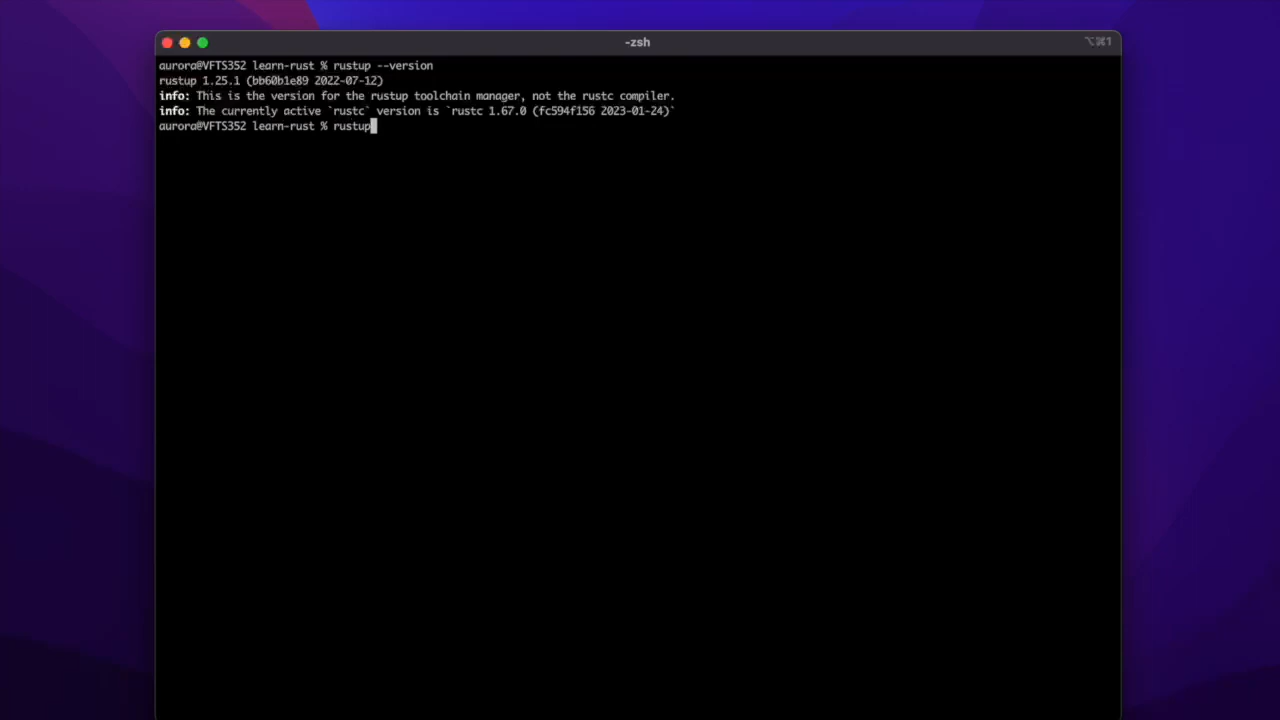 -zsh
⌥⌘1
aurora@VFTS352 learn-rust % rustup --version
rustup 1.25.1 (bb60b1e89 2022-07-12)
info: This is the version for the rustup toolchain manager, not the rustc compiler.
info: The currently active `rustc` version is `rustc 1.67.0 (fc594f156 2023-01-24)`
aurora@VFTS352 learn-rust % rustup